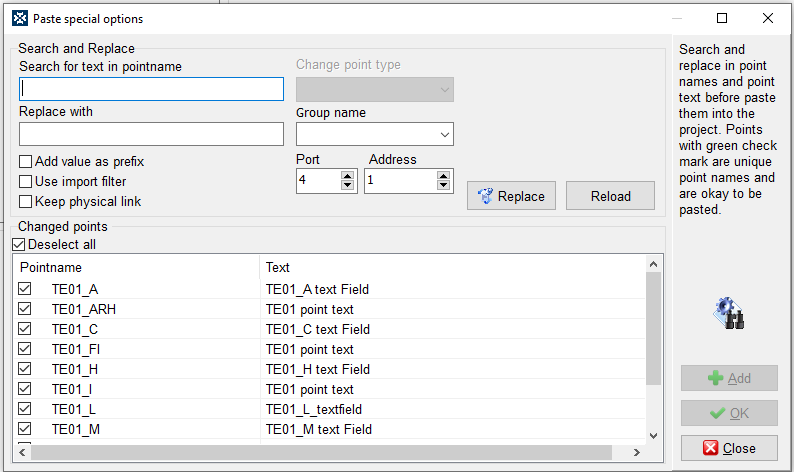 Paste special options
Search and Replace
Search for text in pointname
Change point type
Replace with
Group name
Add value as prefix
Use import filter
Keep physical link
Port
Address
4
1
Replace
Reload
Search and
replace in point
names and point
text before paste
them into the
project. Points
with green check
mark are unique
point names and
are okay to be
pasted.
Changed points
Deselect all
Pointname Text
TE01_A TE01_A text Field
TE01_ARH TE01 point text
TE01_C TE01_C text Field
TE01_FI TE01 point text
TE01_H TE01_H text Field
TE01_I TE01 point text
TE01_L TE01_L_textfield
TE01_M TE01_M text Field
Add
OK
Close